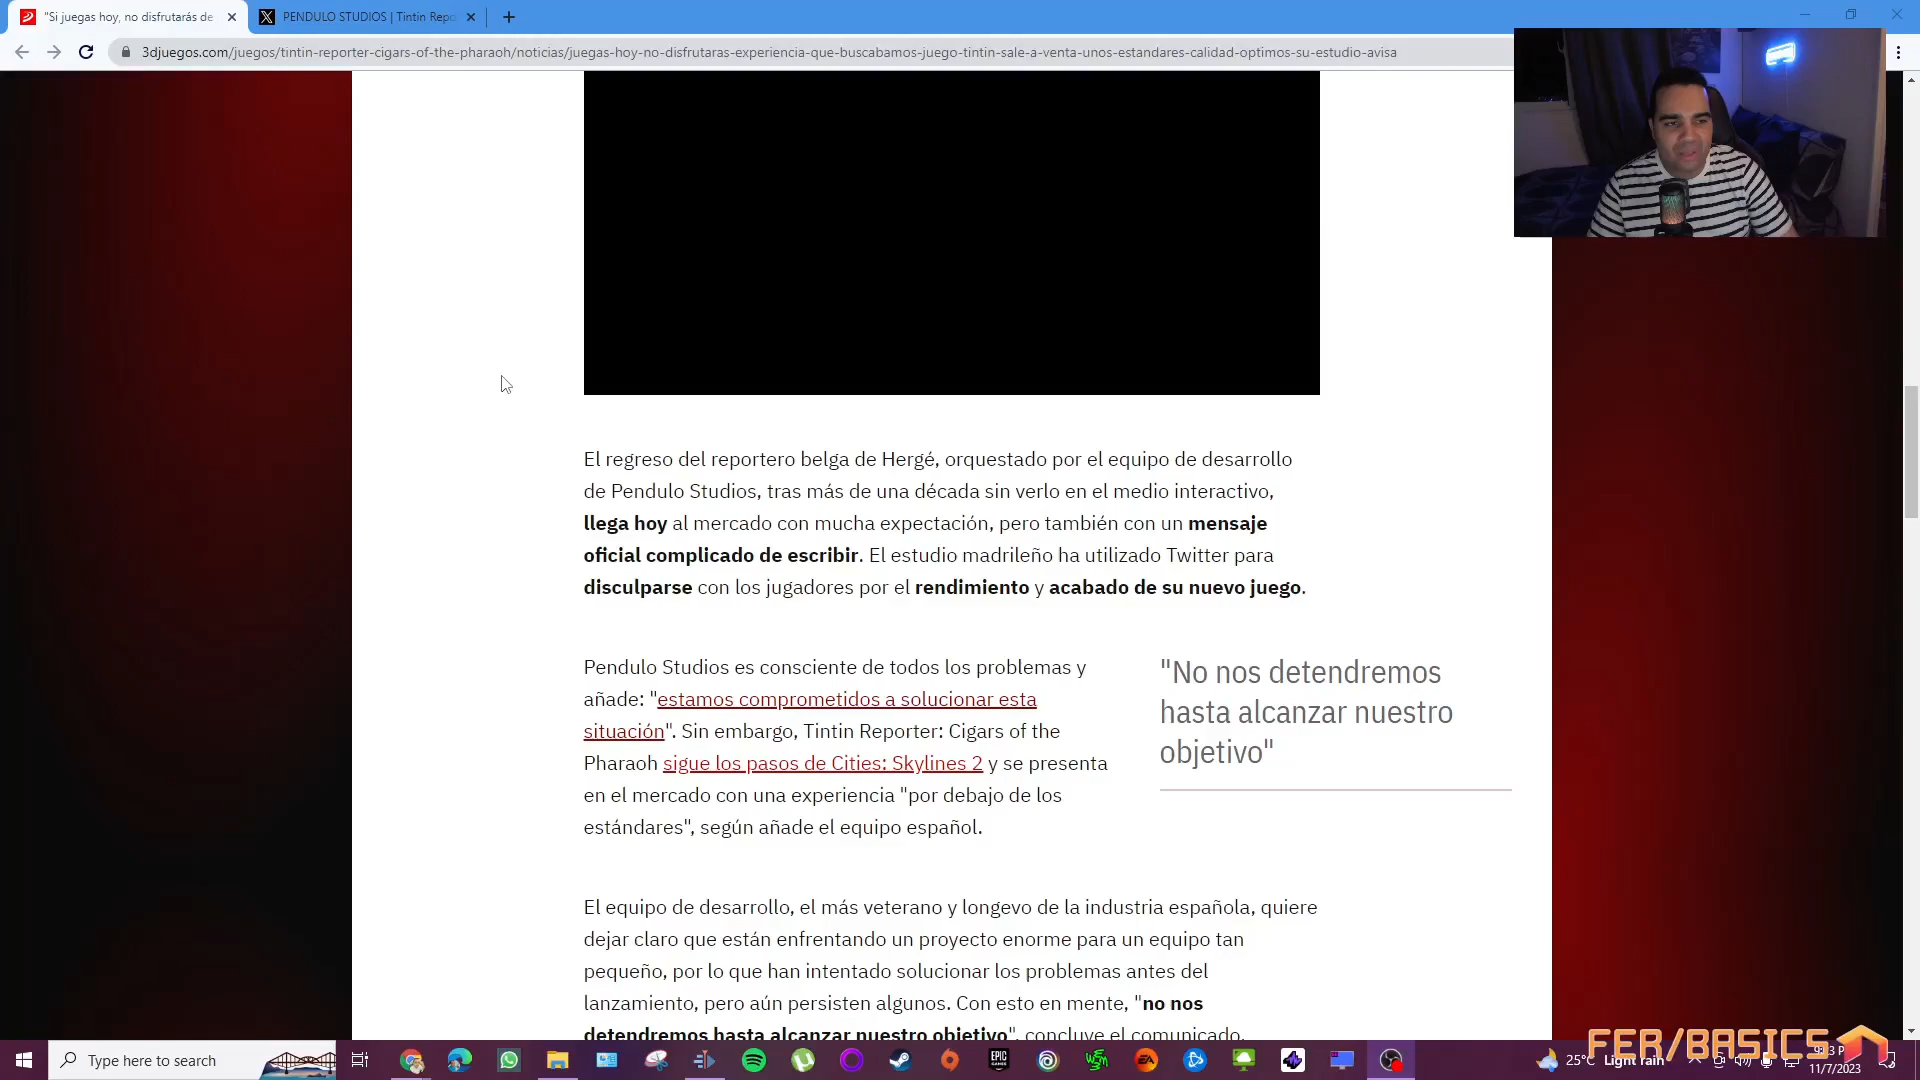 "Si juegas hoy, no disfrutarás de
PENDULO STUDIOS | Tintin Repo
3djuegos.com/juegos/tintin-reporter-cigars-of-the-pharaoh/noticias/juegas-hoy-no-disfrutaras-experiencia-que-buscabamos-juego-tintin-sale-a-venta-unos-estandares-calidad-optimos-su-estudio-avisa
El regreso del reportero belga de Hergé, orquestado por el equipo de desarrollo
de Pendulo Studios, tras más de una década sin verlo en el medio interactivo,
llega hoy al mercado con mucha expectación, pero también con un mensaje
oficial complicado de escribir. El estudio madrileño ha utilizado Twitter para
disculparse con los jugadores por el rendimiento y acabado de su nuevo juego.
Pendulo Studios es consciente de todos los problemas y
añade: "estamos comprometidos a solucionar esta
situación". Sin embargo, Tintin Reporter: Cigars of the
Pharaoh sigue los pasos de Cities: Skylines 2 y se presenta
en el mercado con una experiencia "por debajo de los
estándares", según añade el equipo español.
"No nos detendremos
hasta alcanzar nuestro
objetivo"
El equipo de desarrollo, el más veterano y longevo de la industria española, quiere
dejar claro que están enfrentando un proyecto enorme para un equipo tan
pequeño, por lo que han intentado solucionar los problemas antes del
lanzamiento, pero aún persisten algunos. Con esto en mente, "no nos
detendremos hasta alcanzar nuestro objetivo", concluye el comunicado.
FER/BASICS
Type here to search
EPIC
GAMES
EA
25°C Light rain
11/7/2023